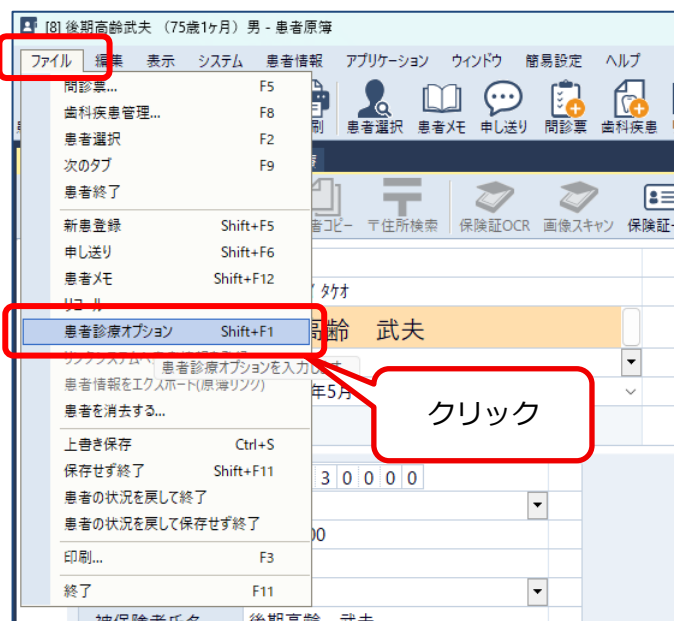 [8] 後期高齢武夫 （75歳1ヶ月）男 - 患者原簿
ファイル 編集 表示 システム 患者情報 アプリケーション ウィンドウ 簡易設定 ヘルプ
患者選択 患者メモ 申し送り 問診票 歯科疾患
問診票... F5
歯科疾患管理... F8
患者選択 F2
次のタブ F9
患者終了
〒住所検索 保険証OCR 画像スキャン 保険証
新患登録 Shift+F5
申し送り Shift+F6
患者メモ Shift+F12
タケオ
リコール
患者診療オプション Shift+F1
高齢 武夫
患者診療オプションを入力します
患者情報をエクスポート(原簿リンク)
年5月
患者を消去する...
クリック
上書き保存 Ctrl+S
保存せず終了 Shift+F11
3 0 0 0 0
患者の状況を戻して終了
患者の状況を戻して保存せず終了
00
印刷... F3
終了 F11
被保険者氏名 後期高齢 武夫